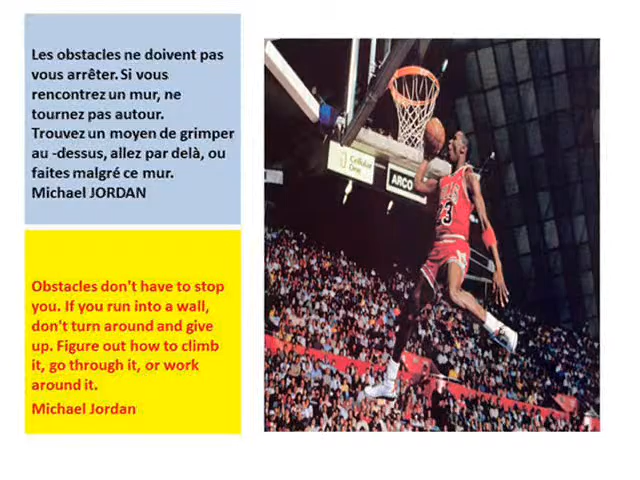 Les obstacles ne doivent pas
vous arrêter. Si vous
rencontrez un mur, ne
tournez pas autour.
Trouvez un moyen de grimper
au -dessus, allez par delà, ou
faites malgré ce mur.
Michael JORDAN
Obstacles don't have to stop
you. If you run into a wall,
don't turn around and give
up. Figure out how to climb
it, go through it, or work
around it.
Michael Jordan
Cellular
One
ARCO
23